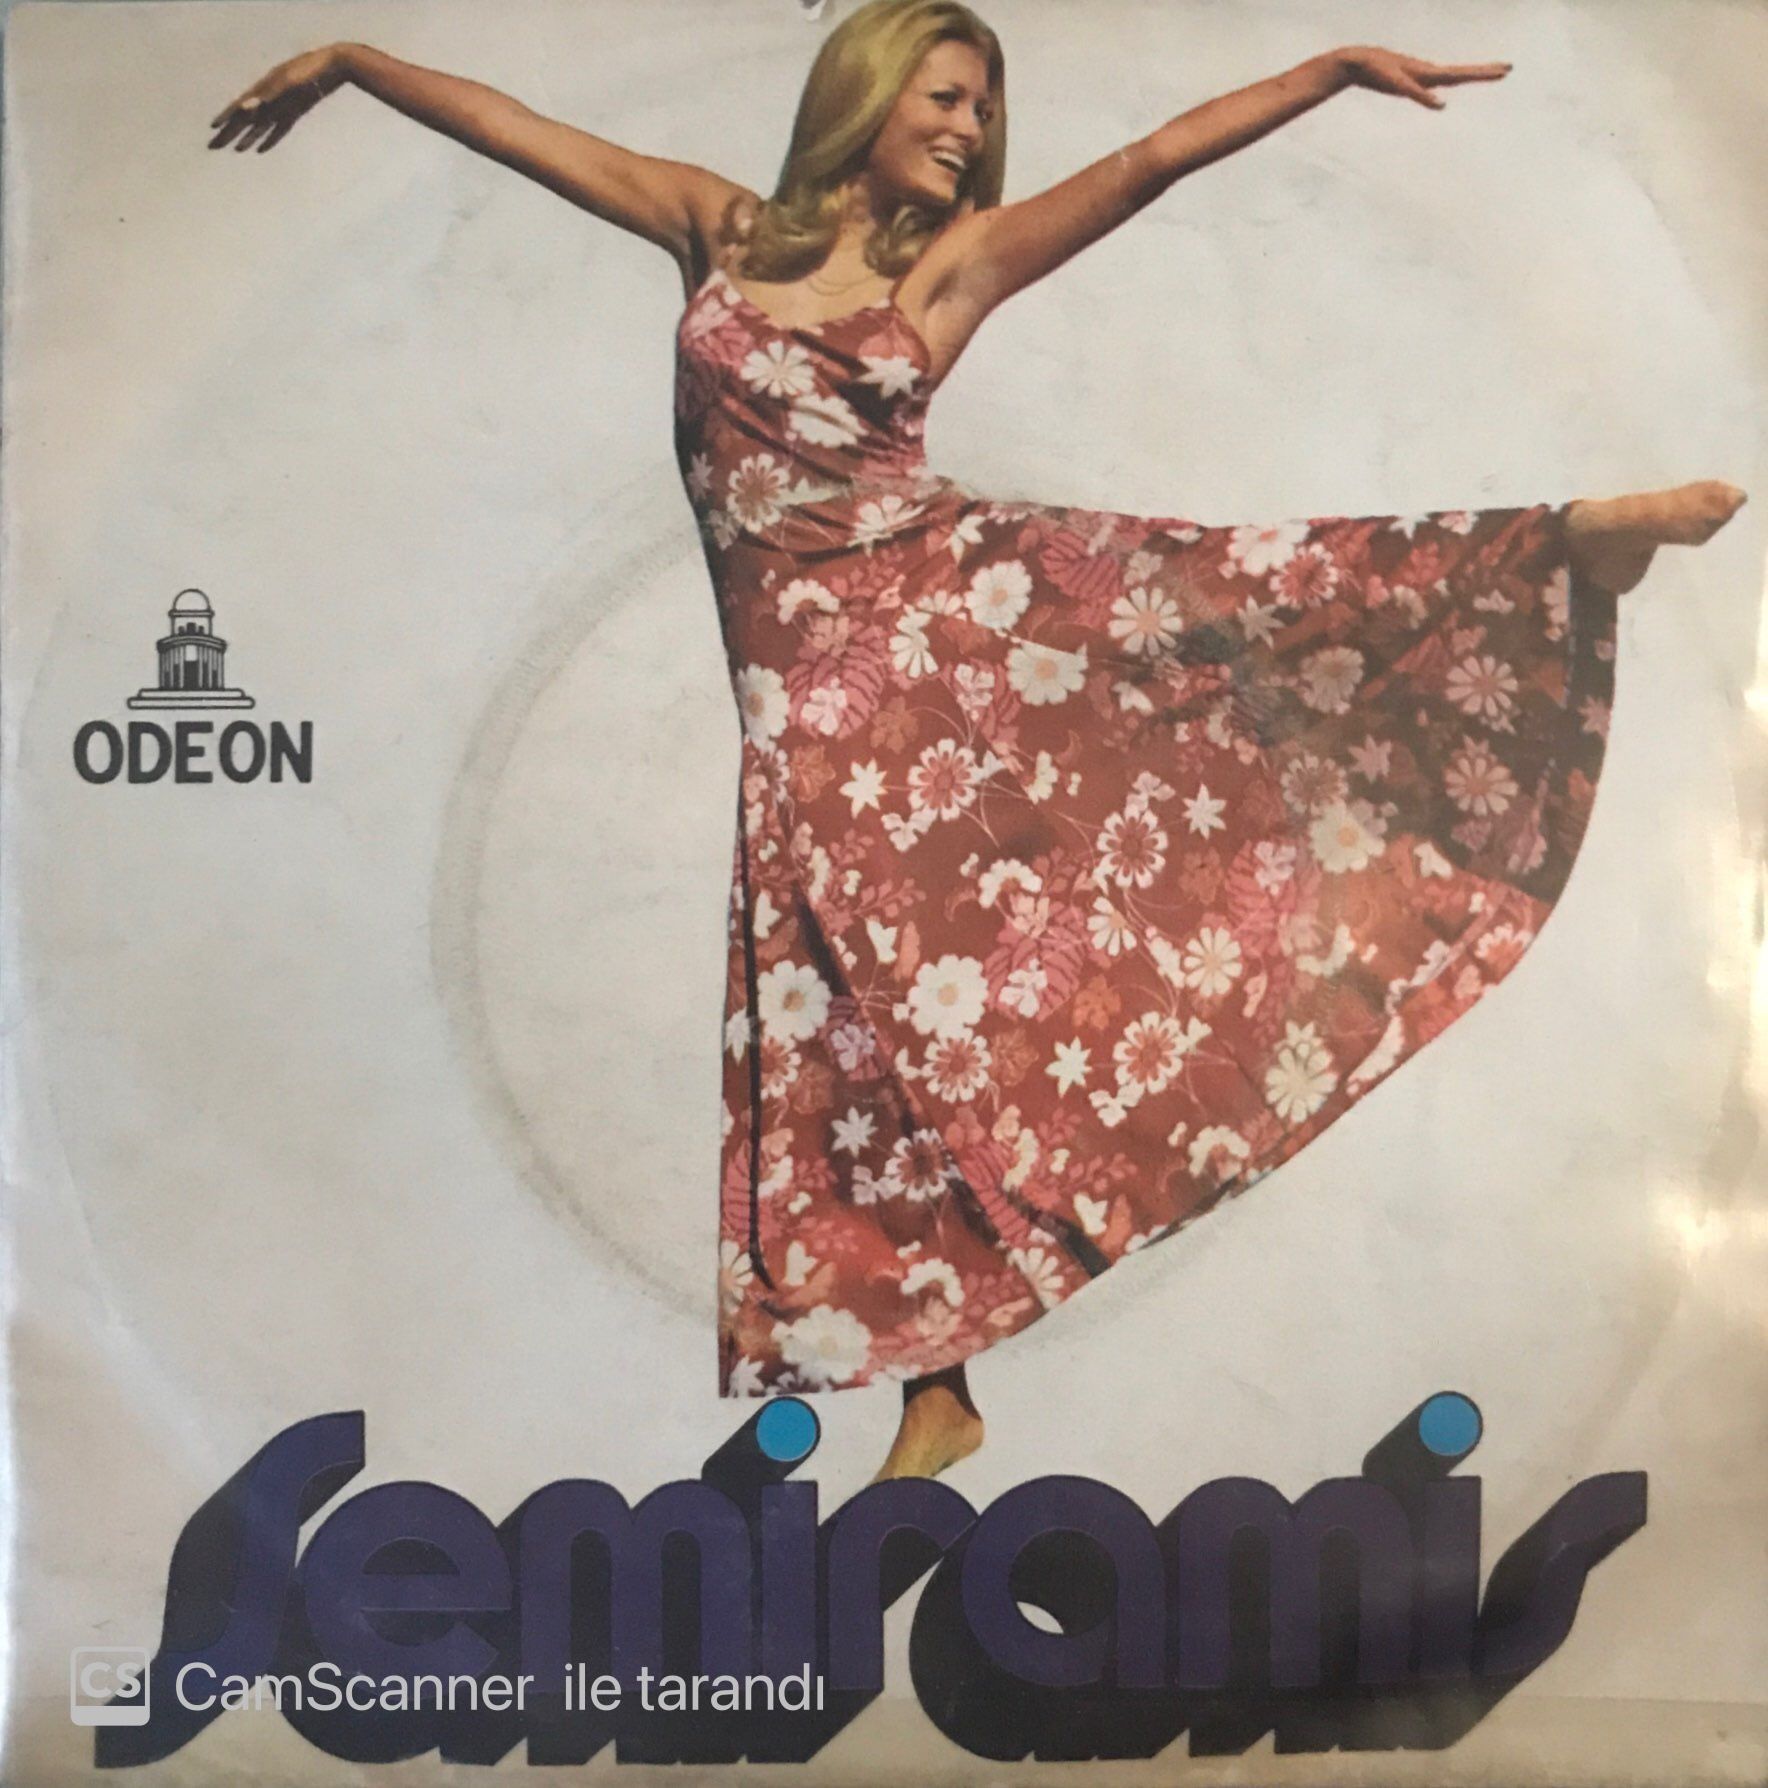 ODEON
Semiramis
CS CamScanner ile tarandı